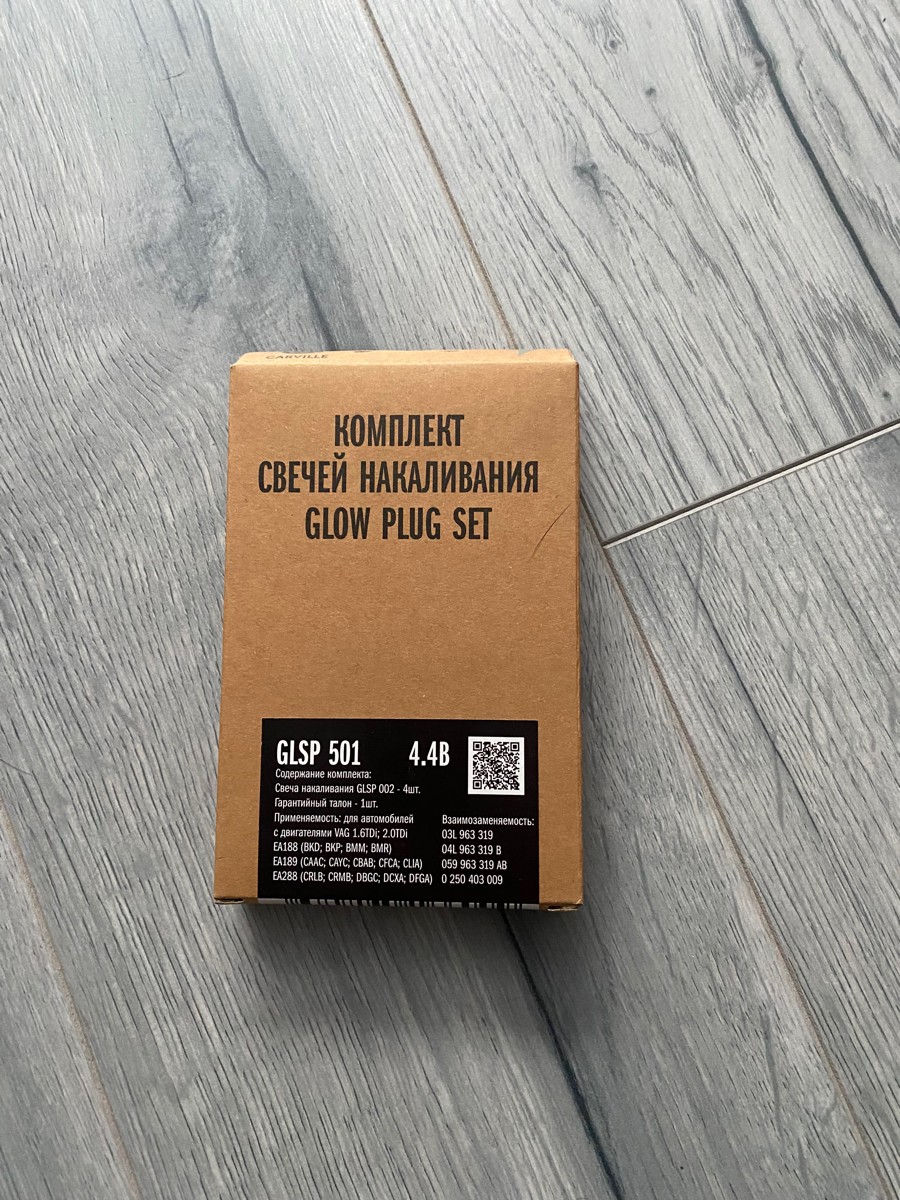 CARVILLE
КОМПЛЕКТ
СВЕЧЕЙ НАКАЛИВАНИЯ
GLOW PLUG SET
GLSP 501 4.4В
Содержание комплекта:
Свеча накаливания GLSP 002 - 4шт.
Гарантийный талон - 1шт.
Применяемость: для автомобилей
с двигателями VAG 1.6TDi; 2.0TDi
EA188 (BKD; BKP; BMM; BMR)
EA189 (CAAC; CAYC; CBAB; CFCA; CLIA)
EA288 (CRLB; CRMB; DBGC; DCXA; DFGA)
Взаимозаменяемость:
03L 963 319
04L 963 319 B
059 963 319 AB
0 250 403 009